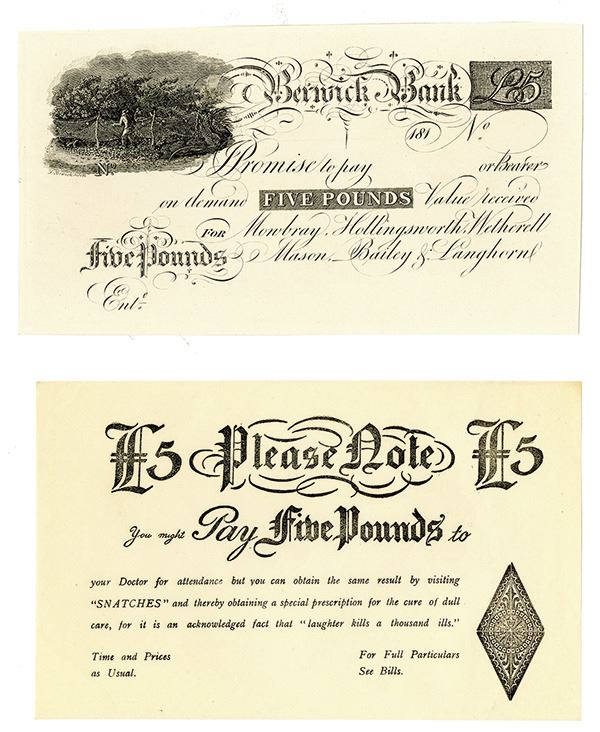 Berwick Bank £5
181 No
No
I Promise to pay or Bearer
on demand FIVE POUNDS Value received
FOR Mowbray, Hollingsworth, Wetherell
Five Pounds Mason, Bailey & Langhorne
Entd
£5 Please Note £5
You might Pay Five Pounds to
your Doctor for attendance but you can obtain the same result by visiting
"SNATCHES" and thereby obtaining a special prescription for the cure of dull
care, for it is an acknowledged fact that "laughter kills a thousand ills."
Time and Prices For Full Particulars
as Usual. See Bills.